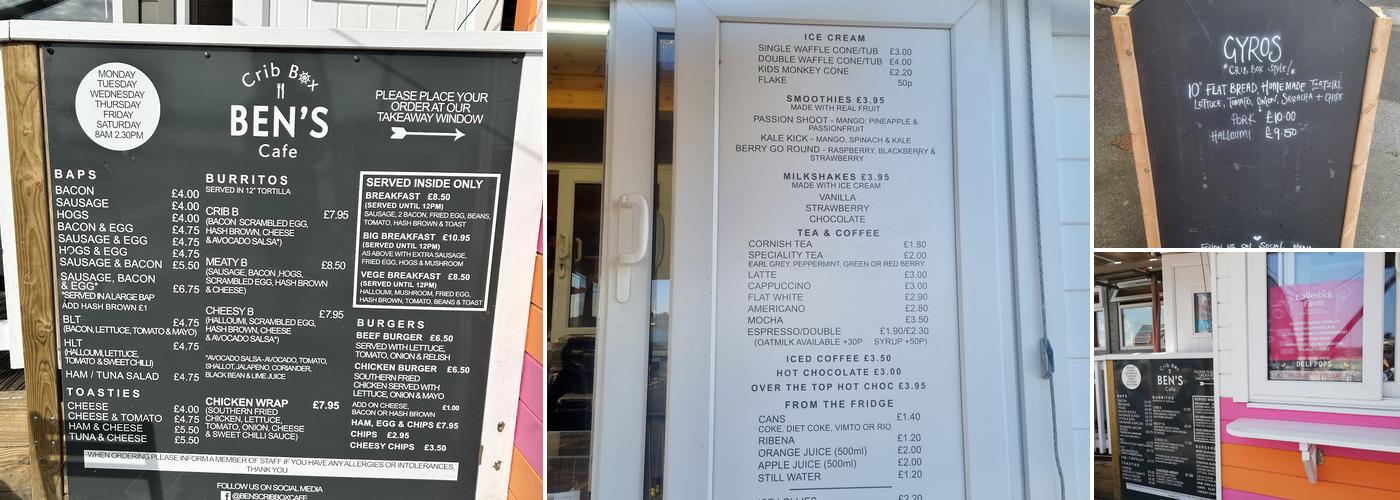 MONDAY
TUESDAY
WEDNESDAY
THURSDAY
FRIDAY
SATURDAY
8AM 2.30PM
Crib Box
BEN'S
Cafe
PLEASE PLACE YOUR
ORDER AT OUR
TAKEAWAY WINDOW
BAPS
BACON £4.00
SAUSAGE £4.00
HOGS £4.00
BACON & EGG £4.75
SAUSAGE & EGG £4.75
HOGS & EGG £4.75
SAUSAGE & BACON £5.50
SAUSAGE, BACON
& EGG* £6.75
*SERVED IN A LARGE BAP
ADD HASH BROWN £1
BLT £4.75
(BACON, LETTUCE, TOMATO & MAYO)
HLT £4.75
(HALLOUMI, LETTUCE,
TOMATO & SWEET CHILLI)
HAM / TUNA SALAD £4.75
TOASTIES
CHEESE £4.00
CHEESE & TOMATO £4.75
HAM & CHEESE £5.50
TUNA & CHEESE £5.50
BURRITOS
SERVED IN 12" TORTILLA
CRIB B £7.95
(BACON SCRAMBLED EGG,
HASH BROWN, CHEESE
& AVOCADO SALSA*)
MEATY B £8.50
(SAUSAGE, BACON ,HOGS,
SCRAMBLED EGG, HASH BROWN
& CHEESE)
CHEESY B £7.95
(HALLOUMI, SCRAMBLED EGG,
HASH BROWN, CHEESE
& AVOCADO SALSA*)
*AVOCADO SALSA - AVOCADO, TOMATO,
SHALLOT, JALAPENO, CORIANDER,
BLACK BEAN & LIME JUICE
CHICKEN WRAP £7.95
(SOUTHERN FRIED
CHICKEN, LETTUCE,
TOMATO, ONION, CHEESE
& SWEET CHILLI SAUCE)
SERVED INSIDE ONLY
BREAKFAST £8.50
(SERVED UNTIL 12PM)
SAUSAGE, 2 BACON, FRIED EGG, BEANS,
TOMATO, HASH BROWN & TOAST
BIG BREAKFAST £10.95
(SERVED UNTIL 12PM)
AS ABOVE WITH EXTRA SAUSAGE,
FRIED EGG, HOGS & MUSHROOM
VEGE BREAKFAST £8.50
(SERVED UNTIL 12PM)
HALLOUMI, MUSHROOM, FRIED EGG,
HASH BROWN, TOMATO, BEANS & TOAST
BURGERS
BEEF BURGER £6.50
SERVED WITH LETTUCE,
TOMATO, ONION & RELISH
CHICKEN BURGER £6.50
SOUTHERN FRIED
CHICKEN SERVED WITH
LETTUCE, TOMATO,
ONION & MAYO
ADD ON CHEESE, £1.00
BACON OR HASH BROWN
HAM, EGG & CHIPS £7.95
CHIPS £2.95
CHEESY CHIPS £3.50
WHEN ORDERING PLEASE INFORM A MEMBER OF STAFF IF YOU HAVE ANY ALLERGIES OR INTOLERANCES,
THANK YOU
FOLLOW US ON SOCIAL MEDIA
@BENSCRIBBOXCAFE
ICE CREAM
SINGLE WAFFLE CONE/TUB £3.00
DOUBLE WAFFLE CONE/TUB £4.00
KIDS MONKEY CONE £2.20
FLAKE 50p
SMOOTHIES £3.95
MADE WITH REAL FRUIT
PASSION SHOOT - MANGO, PINEAPPLE &
PASSIONFRUIT
KALE KICK - MANGO, SPINACH & KALE
BERRY GO ROUND - RASPBERRY, BLACKBERRY &
STRAWBERRY
MILKSHAKES £3.95
MADE WITH ICE CREAM
VANILLA
STRAWBERRY
CHOCOLATE
TEA & COFFEE
CORNISH TEA £1.80
SPECIALITY TEA £2.00
EARL GREY, PEPPERMINT, GREEN OR RED BERRY
LATTE £3.00
CAPPUCCINO £3.00
FLAT WHITE £2.90
AMERICANO £2.80
MOCHA £3.50
ESPRESSO/DOUBLE £1.90/£2.30
(OATMILK AVAILABLE +30P SYRUP +50P)
ICED COFFEE £3.50
HOT CHOCOLATE £3.00
OVER THE TOP HOT CHOC £3.95
FROM THE FRIDGE
CANS £1.40
COKE, DIET COKE, VIMTO OR RIO
RIBENA £1.20
ORANGE JUICE (500ml) £2.00
APPLE JUICE (500ml) £2.00
STILL WATER £1.20
ICE LOLLIES £2.20
GYROS
*CRIB BOX STYLE!*
10" FLAT BREAD, HOMEMADE TZATZIKI,
LETTUCE, TOMATO, ONION, SRIRACHA + CHIPS
PORK £10.00
HALLOUMI £9.50
FOLLOW US ON SOCIAL MEDIA
Callestick
Farm
DELI POPS
Crib Box
BEN'S
Cafe
BAPS
BURRITOS
TOASTIES
BURGERS
CHICKEN WRAP